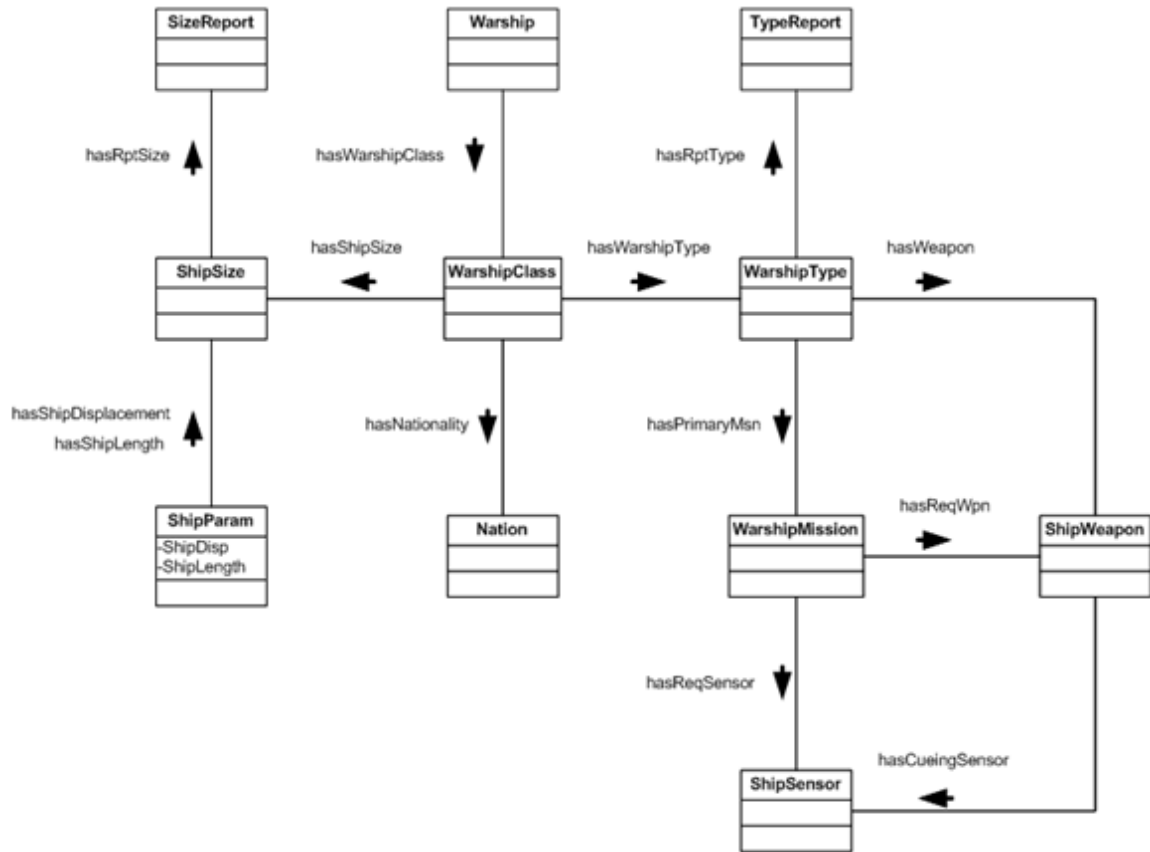 SizeReport
Warship
TypeReport
hasRptSize
hasWarshipClass
hasRptType
hasShipSize
hasWarshipType
hasWeapon
ShipSize
WarshipClass
WarshipType
hasShipDisplacement
hasShipLength
hasNationality
hasPrimaryMsn
ShipParam
-ShipDisp
-ShipLength
Nation
WarshipMission
hasReqWpn
ShipWeapon
hasReqSensor
hasCueingSensor
ShipSensor